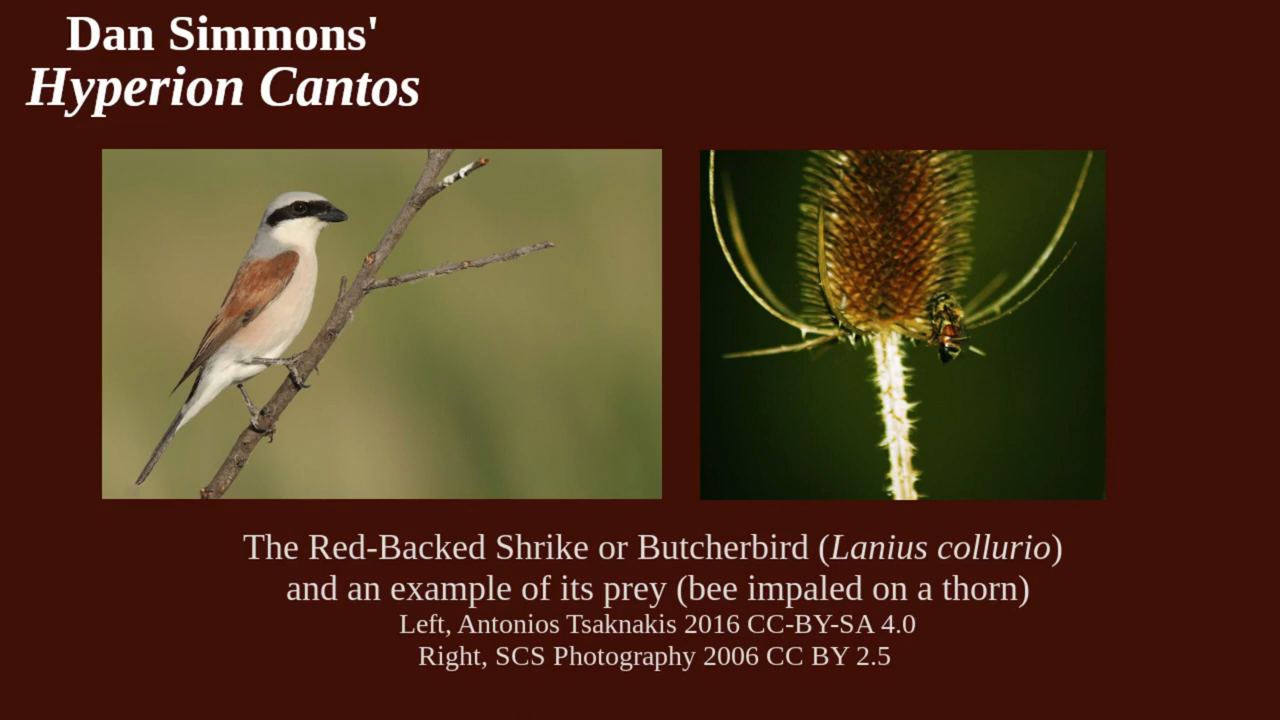 Dan Simmons'
Hyperion Cantos
The Red-Backed Shrike or Butcherbird (Lanius collurio)
and an example of its prey (bee impaled on a thorn)
Left, Antonios Tsaknakis 2016 CC-BY-SA 4.0
Right, SCS Photography 2006 CC BY 2.5